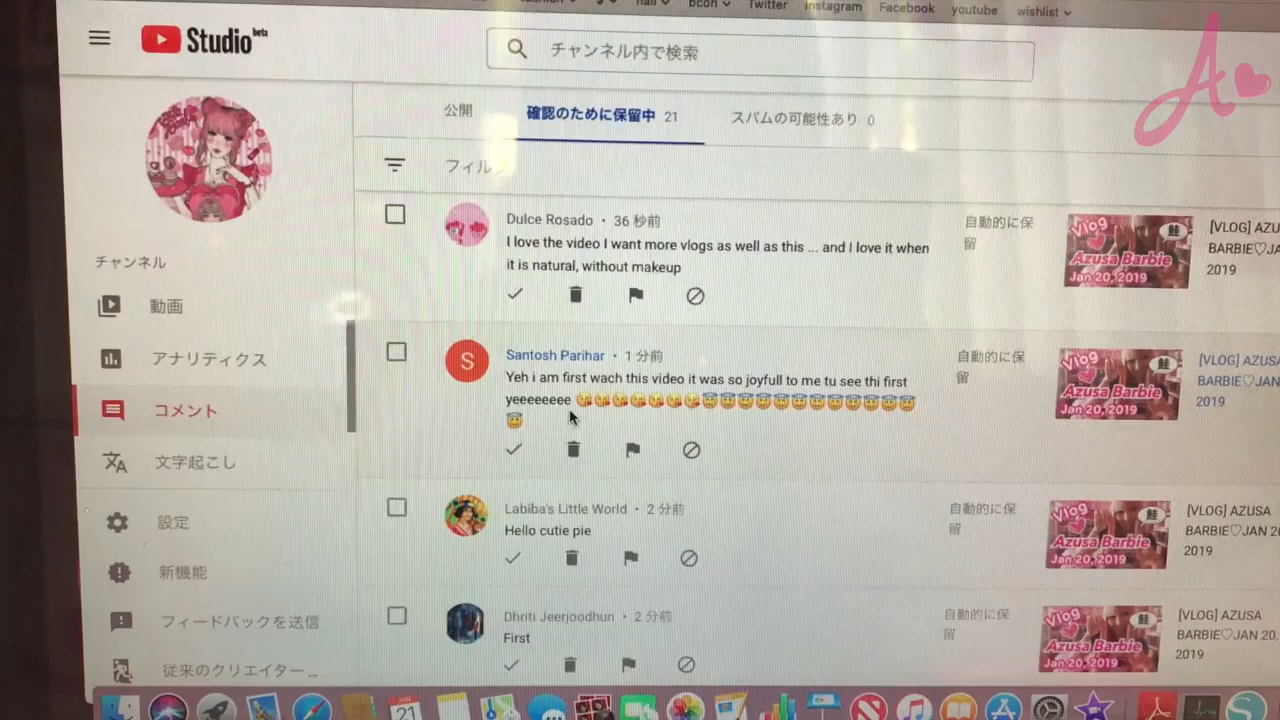 nail
bcon
Twitter
Instagram
Facebook
youtube
wishlist
Studio beta
チャンネル内で検索
A
公開
確認のために保留中 21
スパムの可能性あり 0
フィル
チャンネル
動画
アナリティクス
コメント
文字起こし
設定
新機能
フィードバックを送信
従来のクリエイター ...
Dulce Rosado・36 秒前
I love the video I want more vlogs as well as this ... and I love it when
it is natural, without makeup
自動的に保
留
Vlog
鮭
Azusa Barbie
Jan 20, 2019
[VLOG] AZU
BARBIE♡JA
2019
S
Santosh Parihar・1 分前
Yeh i am first wach this video it was so joyfull to me tu see thi first
yeeeeeeee 😘😘😘😘😘😘😘😇😇😇😇😇😇😇😇😇😇😇😇
😇
自動的に保
留
Vlog
鮭
Azusa Barbie
Jan 20, 2019
[VLOG] AZUSA
BARBIE♡JAN
2019
Labiba's Little World・2 分前
Hello cutie pie
自動的に保
留
Vlog
鮭
Azusa Barbie
Jan 20, 2019
[VLOG] AZUSA
BARBIE♡JAN 20
2019
Dhriti Jeerjoodhun・2 分前
First
自動的に保
留
Vlog
鮭
Azusa Barbie
Jan 20, 2019
[VLOG] AZUSA
BARBIE♡JAN 20,
2019
JAN
21